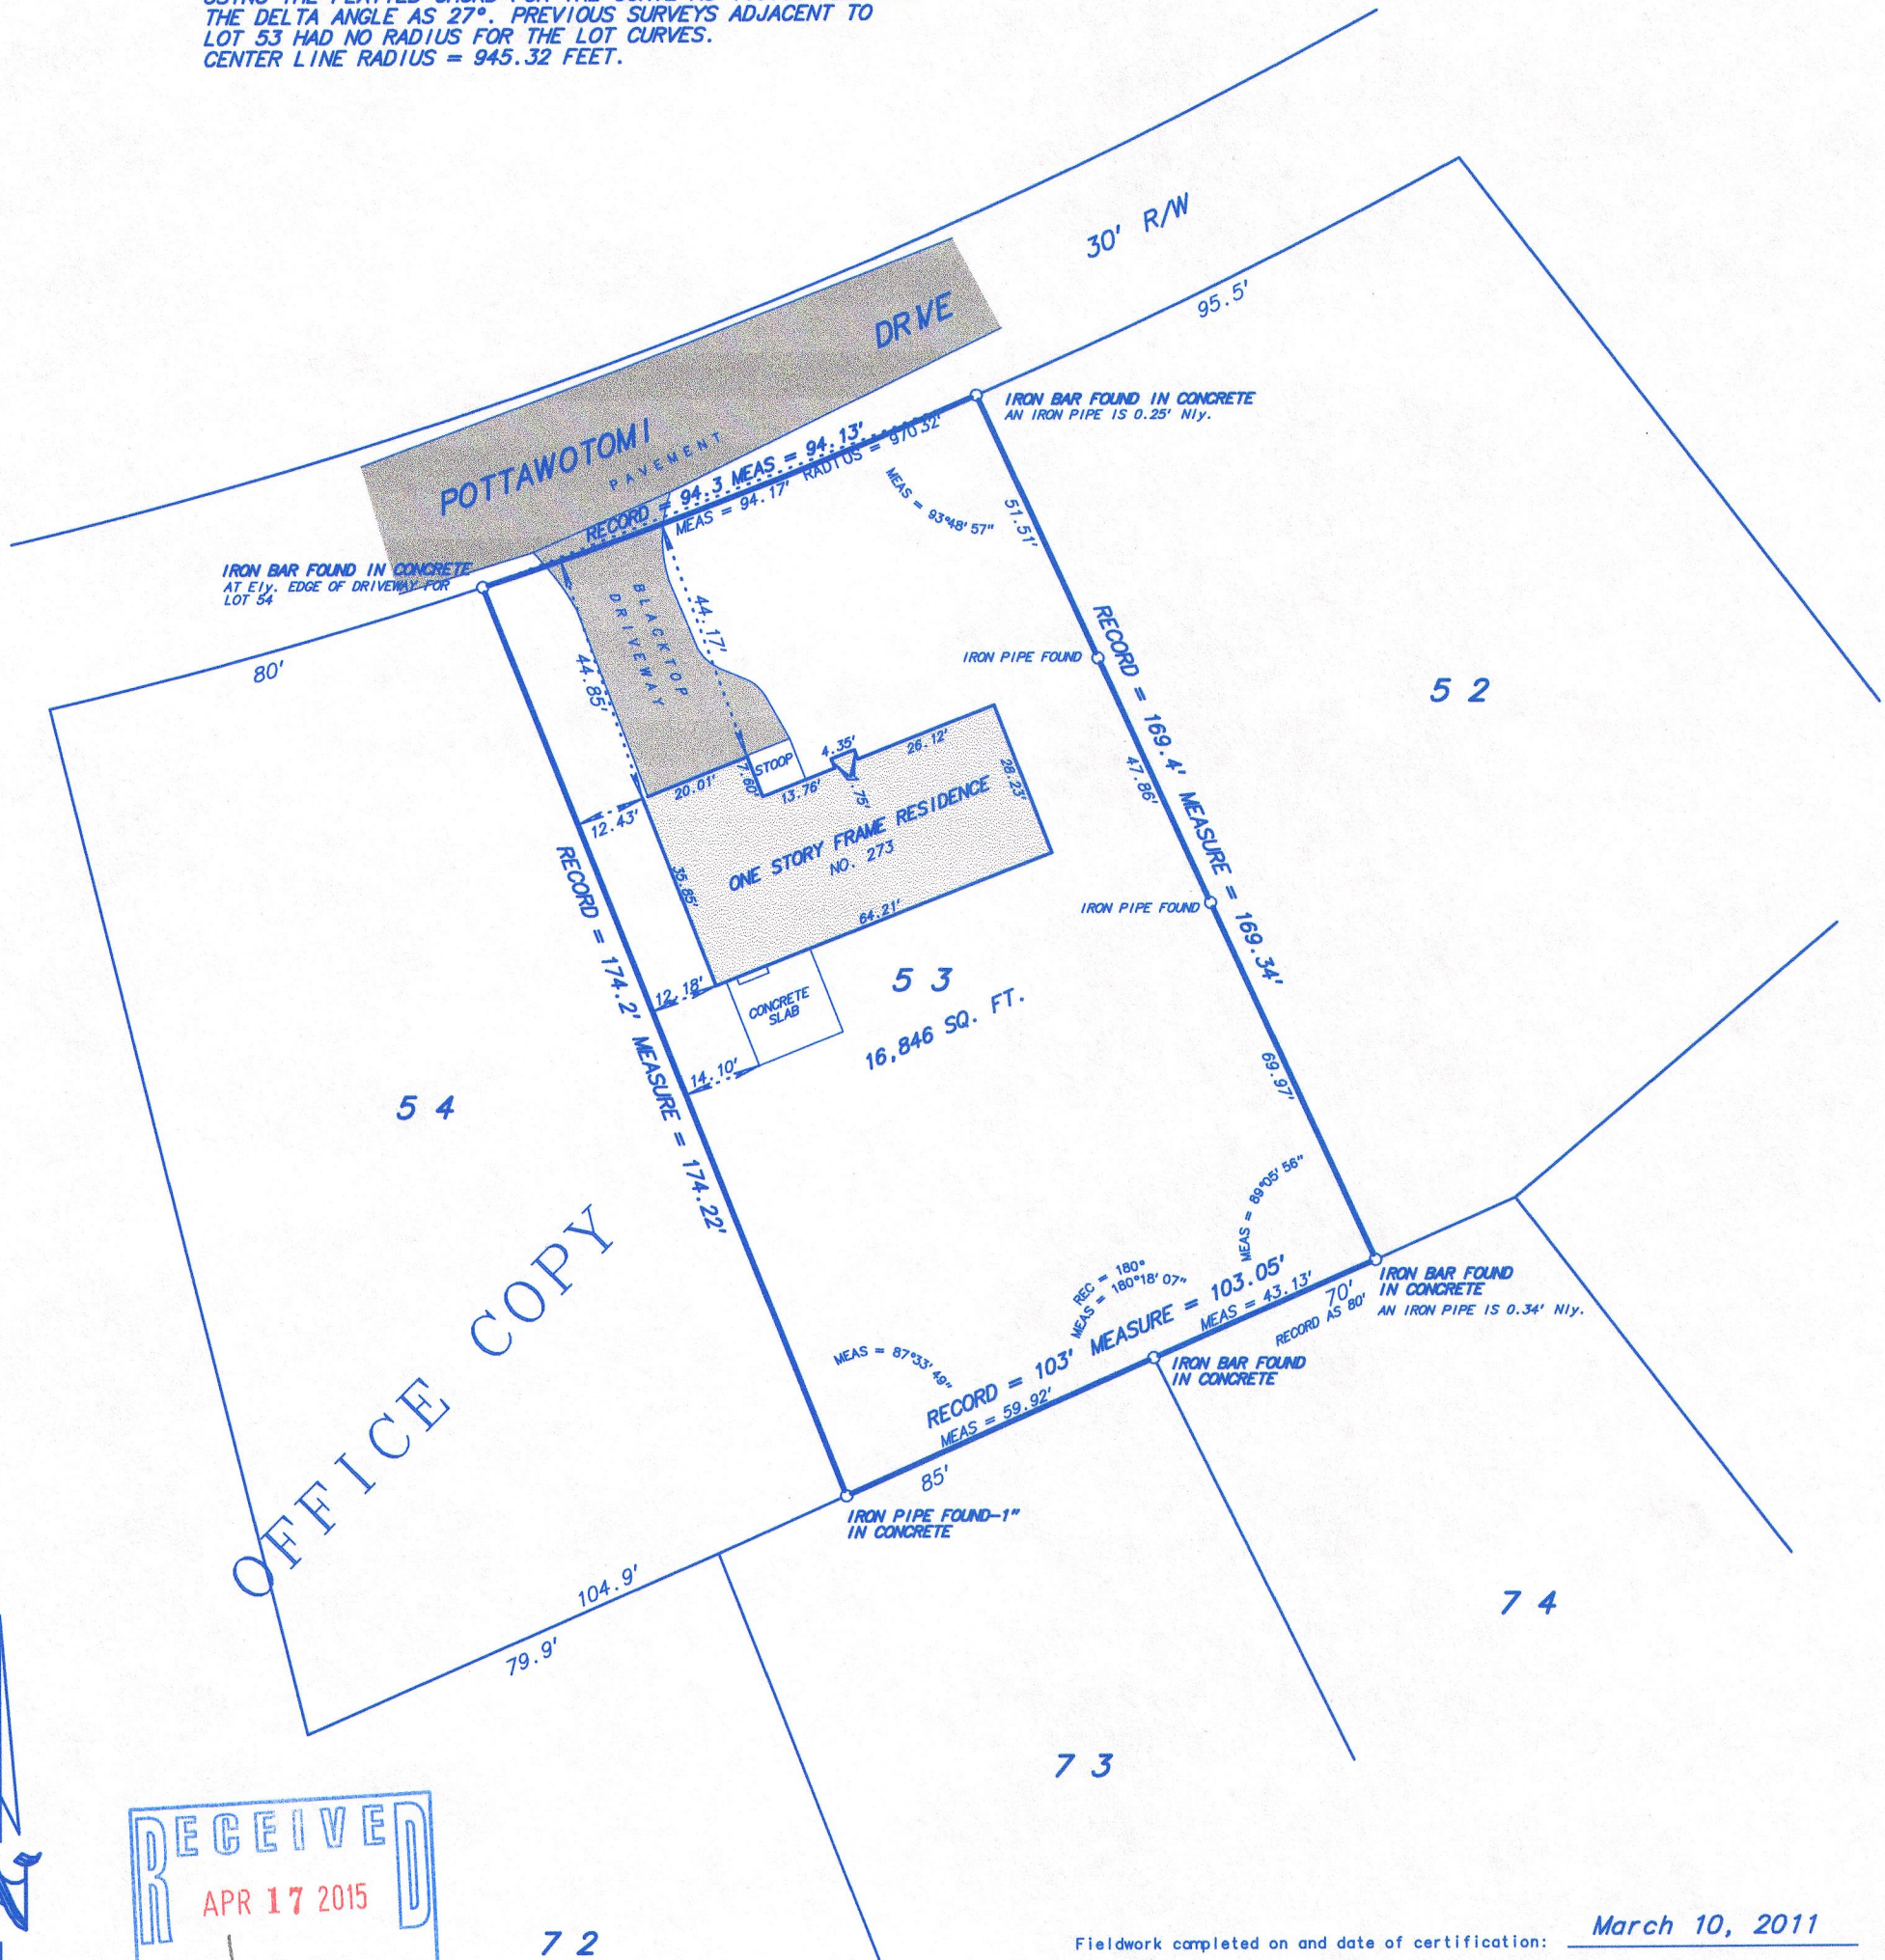 THE DELTA ANGLE AS 27°. PREVIOUS SURVEYS ADJACENT TO
LOT 53 HAD NO RADIUS FOR THE LOT CURVES.
CENTER LINE RADIUS = 945.32 FEET.
30' R/W
95.5'
POTTAWOTOMI DRIVE
PAVEMENT
RECORD = 94.3 MEAS = 94.13'
MEAS = 94.17' RADIUS = 970.32'
IRON BAR FOUND IN CONCRETE
AN IRON PIPE IS 0.25' Nly.
MEAS = 93°48'57"
51.51'
IRON BAR FOUND IN CONCRETE
AT Ely. EDGE OF DRIVEWAY FOR
LOT 54
80'
BLACKTOP
DRIVEWAY
44.17'
44.85'
IRON PIPE FOUND
RECORD = 169.4' MEASURE = 169.34'
52
47.86'
20.01'
7.60'
STOOP
13.76'
4.35'
.75'
26.12'
28.23'
12.43'
ONE STORY FRAME RESIDENCE
NO. 273
35.85'
64.21'
IRON PIPE FOUND
RECORD = 174.2' MEASURE = 174.22'
12.18'
CONCRETE
SLAB
53
16,846 SQ. FT.
14.10'
69.97'
54
MEAS = 89°05'56"
REC = 180°
MEAS = 180°18'07"
RECORD = 103' MEASURE = 103.05'
MEAS = 43.13'
70'
RECORD AS 80'
IRON BAR FOUND
IN CONCRETE
AN IRON PIPE IS 0.34' Nly.
MEAS = 87°33'49"
MEAS = 59.92'
IRON BAR FOUND
IN CONCRETE
85'
IRON PIPE FOUND-1"
IN CONCRETE
OFFICE COPY
104.9'
79.9'
74
73
72
RECEIVED
APR 17 2015
Fieldwork completed on and date of certification: March 10, 2011